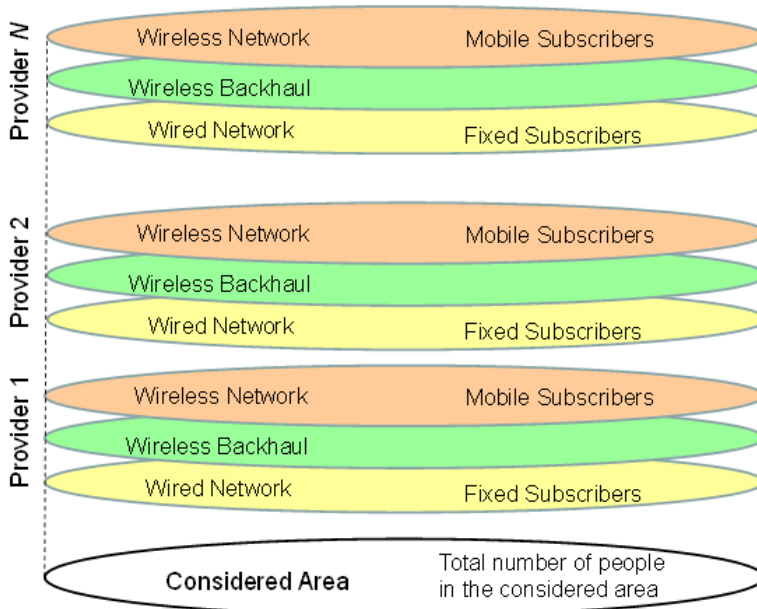 Provider N
Wireless Network
Mobile Subscribers
Wireless Backhaul
Wired Network
Fixed Subscribers
Provider 2
Wireless Network
Mobile Subscribers
Wireless Backhaul
Wired Network
Fixed Subscribers
Provider 1
Wireless Network
Mobile Subscribers
Wireless Backhaul
Wired Network
Fixed Subscribers
Considered Area
Total number of people
in the considered area